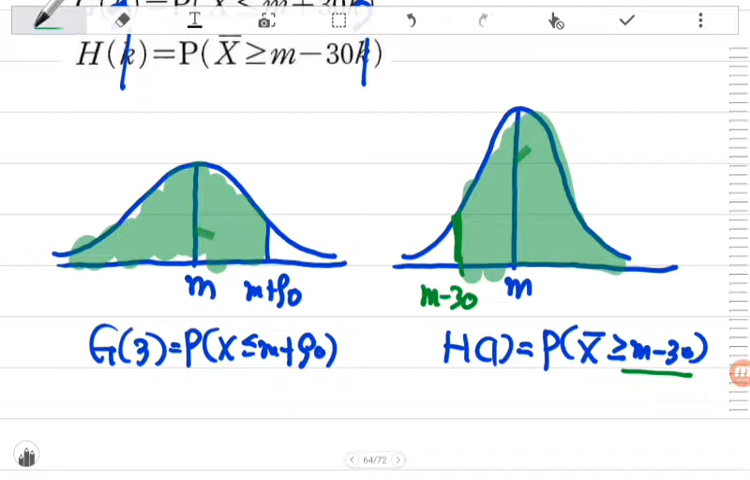 H(k)=P(X̄≥m−30k)
m m+90
m-30 m
G(3)=P(X≤m+90)
H(1)=P(X̄≥m-30)
64/72